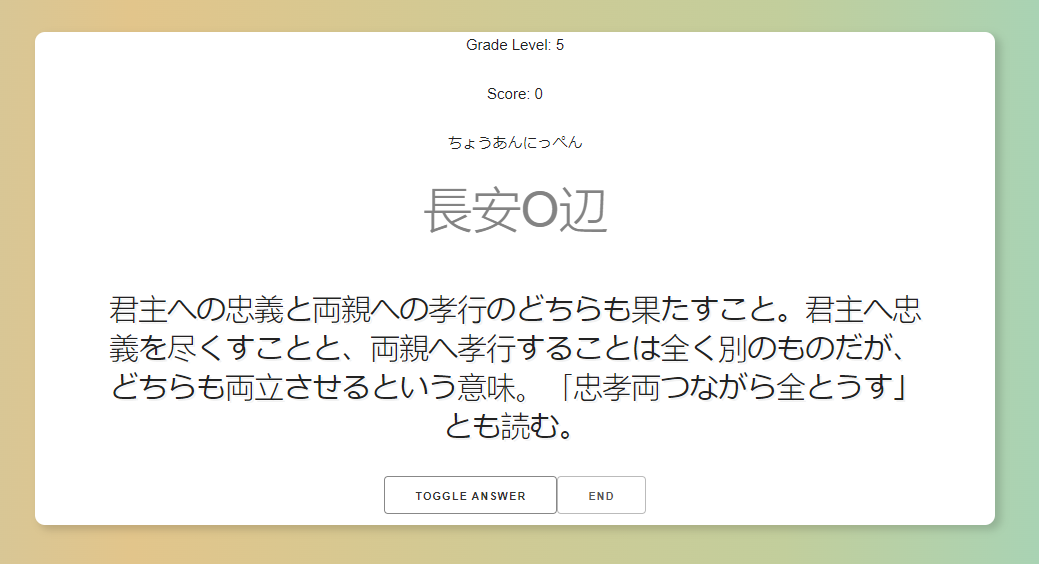 Grade Level: 5
Score: 0
ちょうあんにっぺん
長安O辺
君主への忠義と両親への孝行のどちらも果たすこと。君主へ忠
義を尽くすことと、両親へ孝行することは全く別のものだが、
どちらも両立させるという意味。「忠孝両つながら全とうす」
とも読む。
TOGGLE ANSWER
END